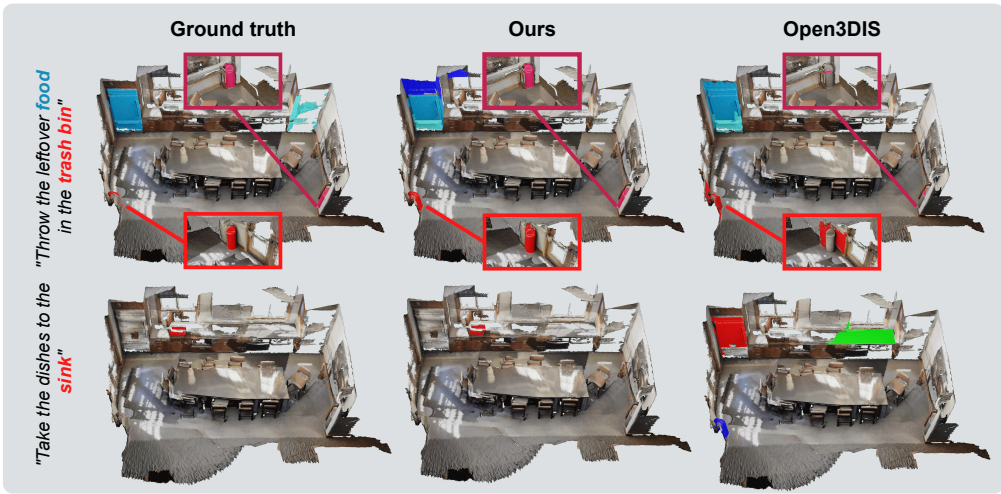 Ground truth
Ours
Open3DIS
"Throw the leftover food
in the trash bin"
"Take the dishes to the
sink"